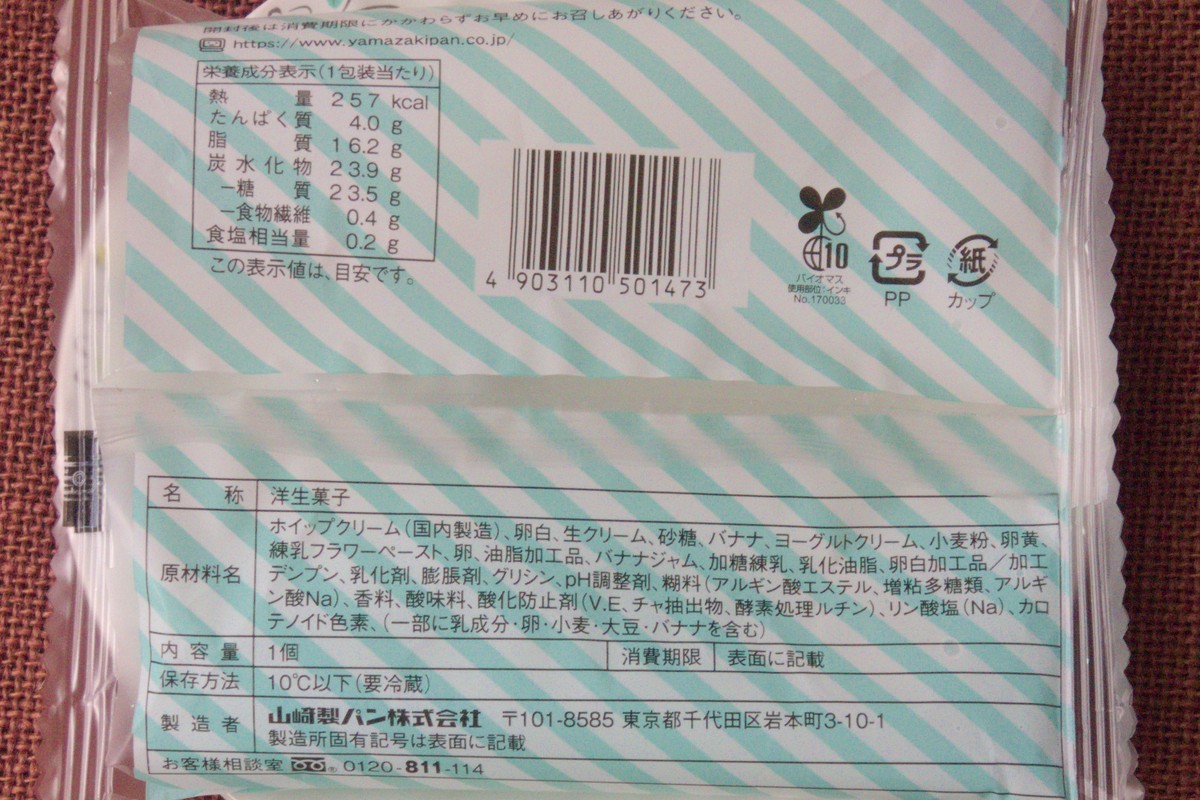 開封後は消費期限にかかわらずお早めにお召しあがりください。
https://www.yamazakipan.co.jp/
栄養成分表示(1包装当たり)
熱量 257 kcal
たんぱく質 4.0 g
脂質 16.2 g
炭水化物 23.9 g
－糖質 23.5 g
－食物繊維 0.4 g
食塩相当量 0.2 g
この表示値は、目安です。
4 903110 501473
10
バイオマス
使用部位:インキ
No.170033
プラ
PP
紙
カップ
名称 洋生菓子
原材料名 ホイップクリーム(国内製造)、卵白、生クリーム、砂糖、バナナ、ヨーグルトクリーム、小麦粉、卵黄、
練乳フラワーペースト、卵、油脂加工品、バナナジャム、加糖練乳、乳化油脂、卵白加工品／加工
デンプン、乳化剤、膨脹剤、グリシン、pH調整剤、糊料(アルギン酸エステル、増粘多糖類、アルギ
ン酸Na)、香料、酸味料、酸化防止剤(V.E、チャ抽出物、酵素処理ルチン)、リン酸塩(Na)、カロ
テノイド色素、(一部に乳成分・卵・小麦・大豆・バナナを含む)
内容量 1個 消費期限 表面に記載
保存方法 10℃以下(要冷蔵)
製造者 山崎製パン株式会社 〒101-8585 東京都千代田区岩本町3-10-1
製造所固有記号は表面に記載
お客様相談室 0120-811-114